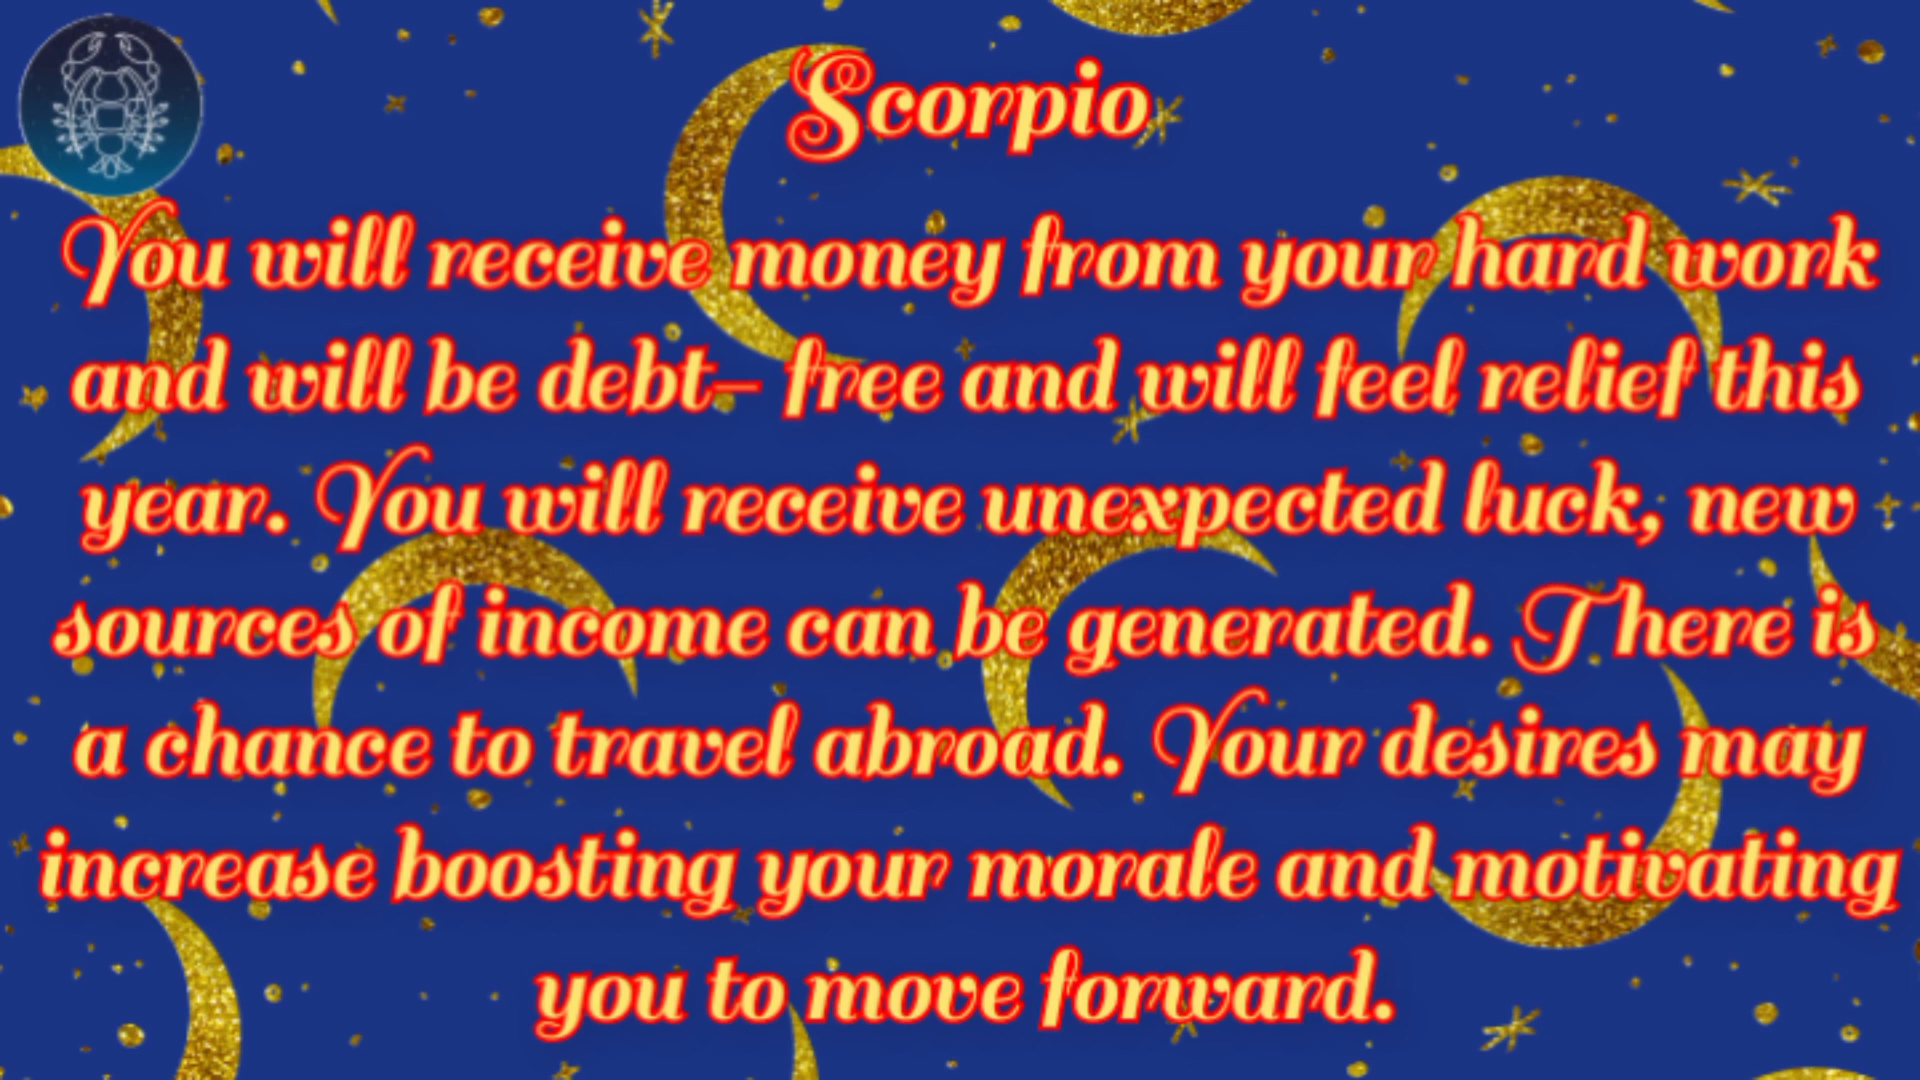 Scorpio
You will receive money from your hard work
and will be debt- free and will feel relief this
year. You will receive unexpected luck, new
sources of income can be generated. There is
a chance to travel abroad. Your desires may
increase boosting your morale and motivating
you to move forward.